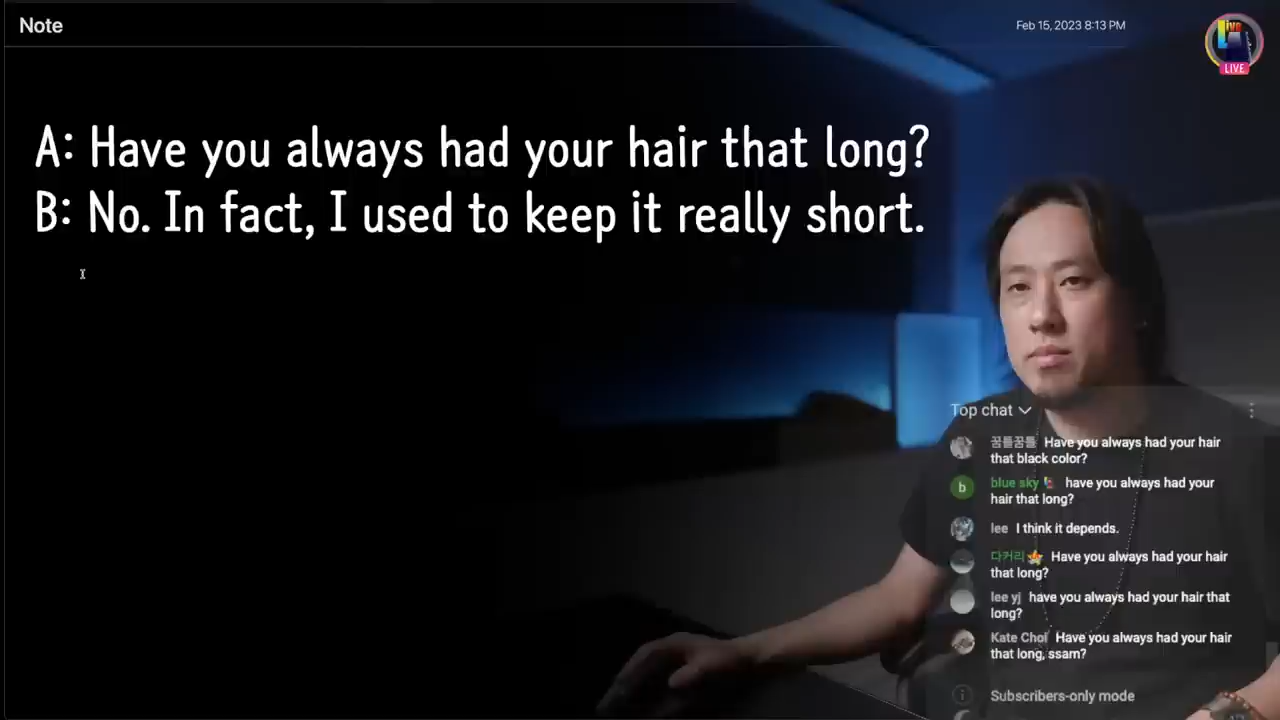 Note
Feb 15, 2023 8:13 PM
Live
LIVE
A: Have you always had your hair that long?
B: No. In fact, I used to keep it really short.
Top chat
꿈틀꿈틀 Have you always had your hair
that black color?
b
blue sky have you always had your
hair that long?
lee I think it depends.
다커리 Have you always had your hair
that long?
lee yj have you always had your hair that
long?
Kate Choi Have you always had your hair
that long, ssam?
Subscribers-only mode